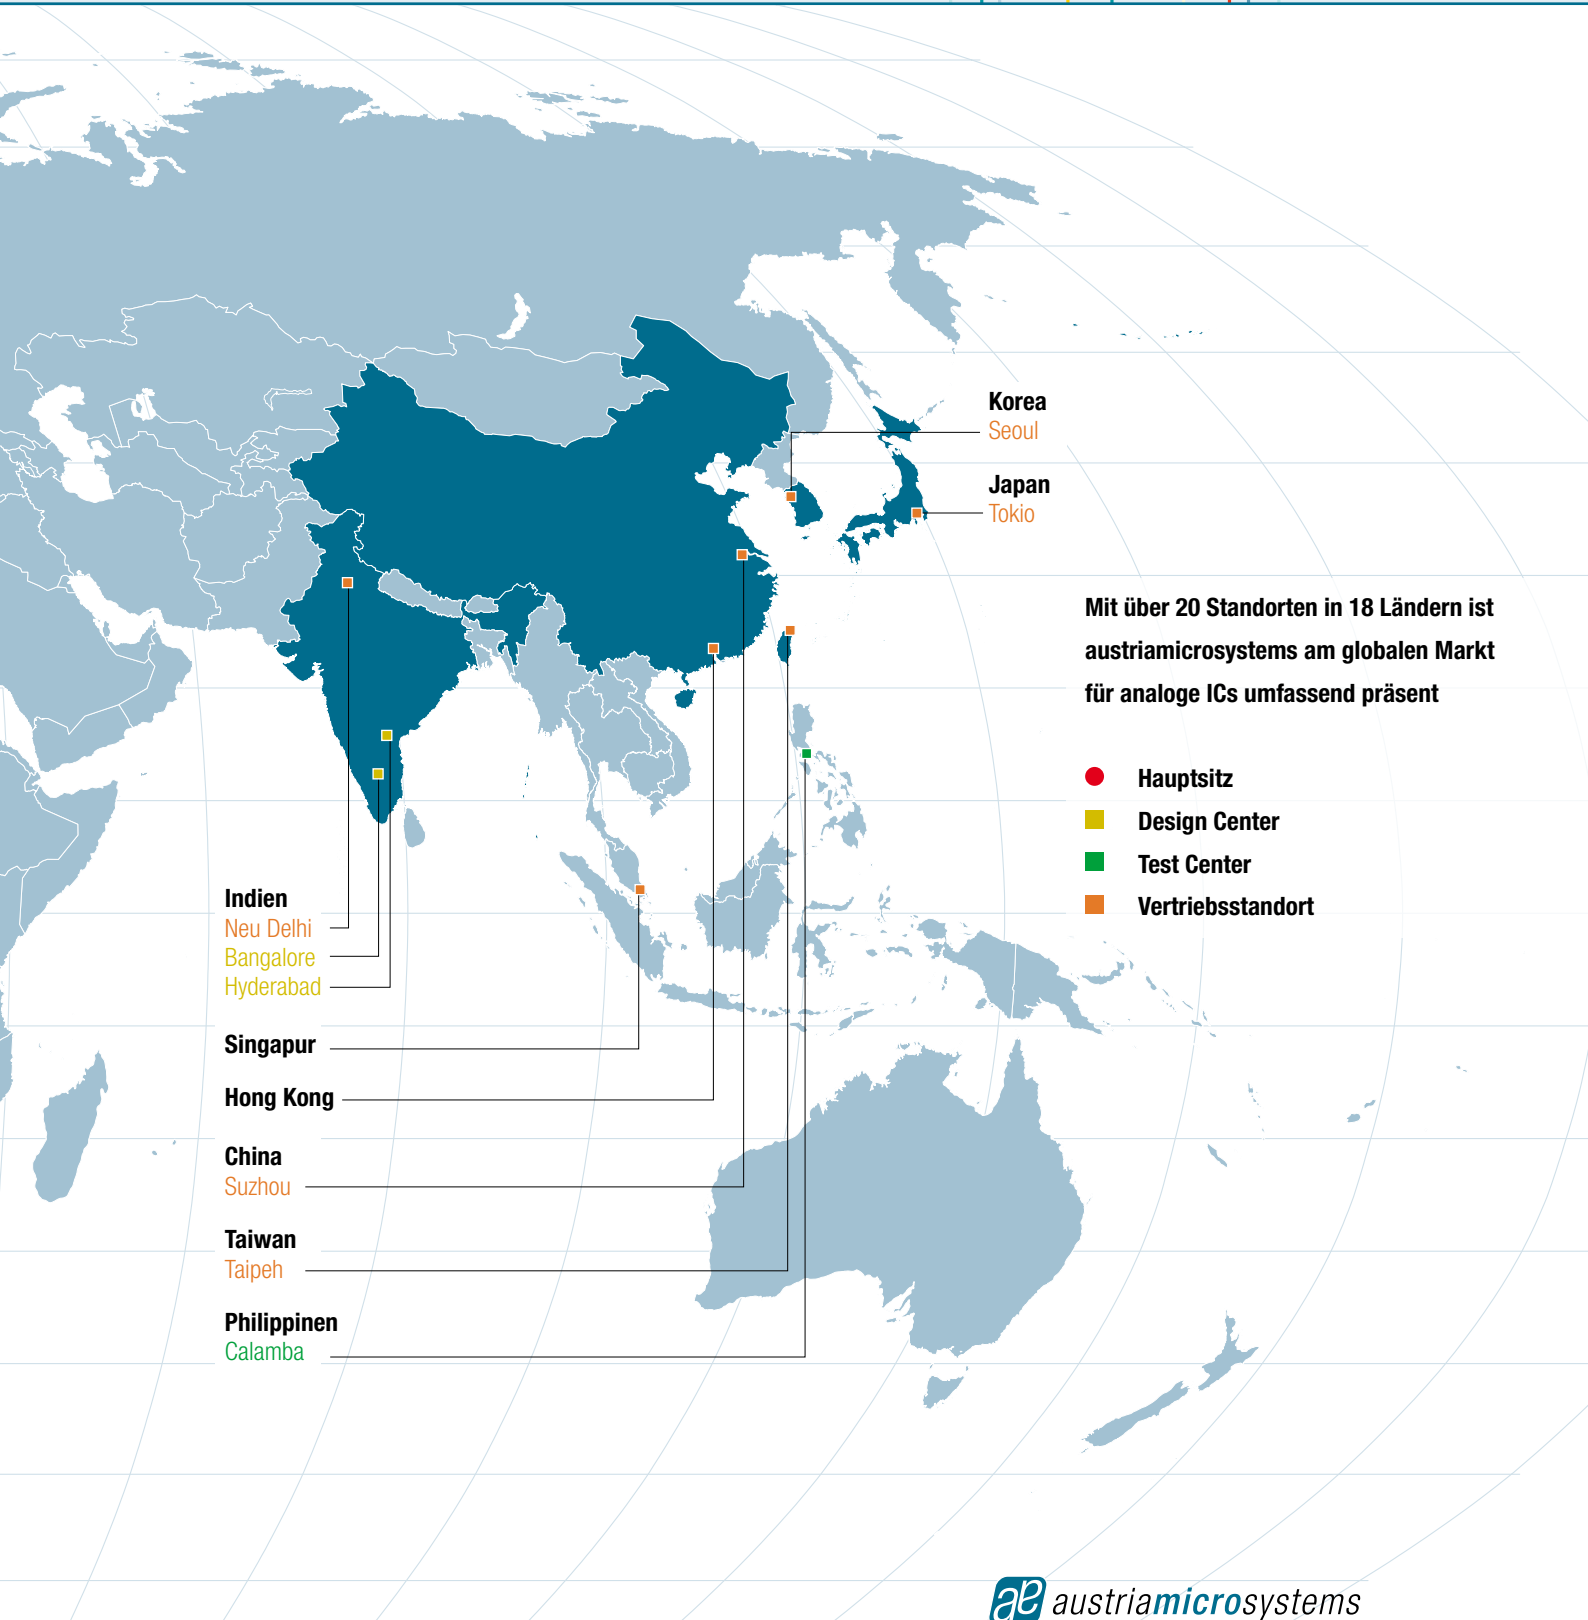 Korea
Seoul
Japan
Tokio
Mit über 20 Standorten in 18 Ländern ist
austriamicrosystems am globalen Markt
für analoge ICs umfassend präsent
Hauptsitz
Design Center
Test Center
Vertriebsstandort
Indien
Neu Delhi
Bangalore
Hyderabad
Singapur
Hong Kong
China
Suzhou
Taiwan
Taipeh
Philippinen
Calamba
ae austriamicrosystems